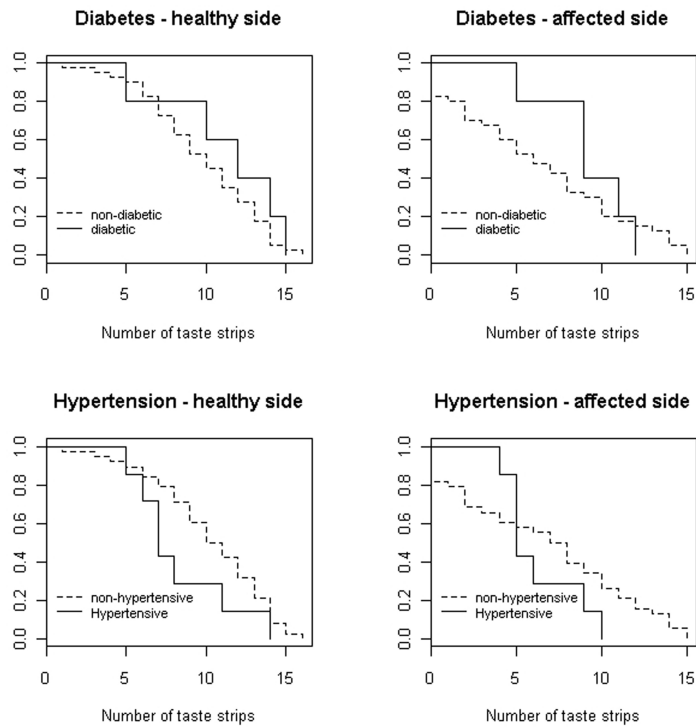 Diabetes - healthy side
1.0
0.8
0.6
0.4
0.2
0.0
non-diabetic
diabetic
0 5 10 15
Number of taste strips
Diabetes - affected side
1.0
0.8
0.6
0.4
0.2
0.0
non-diabetic
diabetic
0 5 10 15
Number of taste strips
Hypertension - healthy side
1.0
0.8
0.6
0.4
0.2
0.0
non-hypertensive
Hypertensive
0 5 10 15
Number of taste strips
Hypertension - affected side
1.0
0.8
0.6
0.4
0.2
0.0
non-hypertensive
Hypertensive
0 5 10 15
Number of taste strips